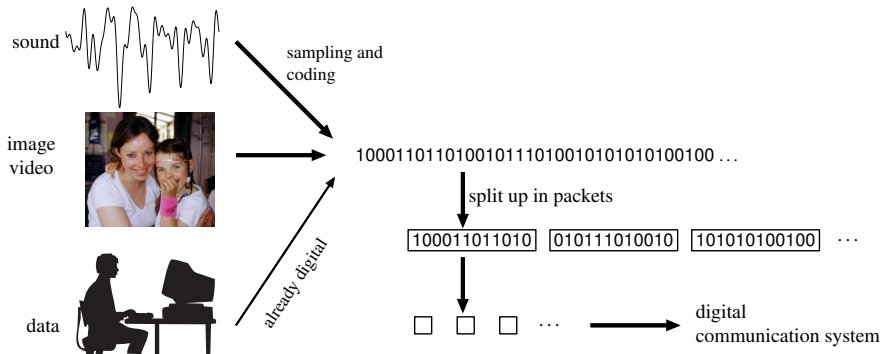 sound
sampling and
coding
image
video
100011011010010111010010101010100100 ...
split up in packets
100011011010 010111010010 101010100100 ...
already digital
data
...
digital
communication system